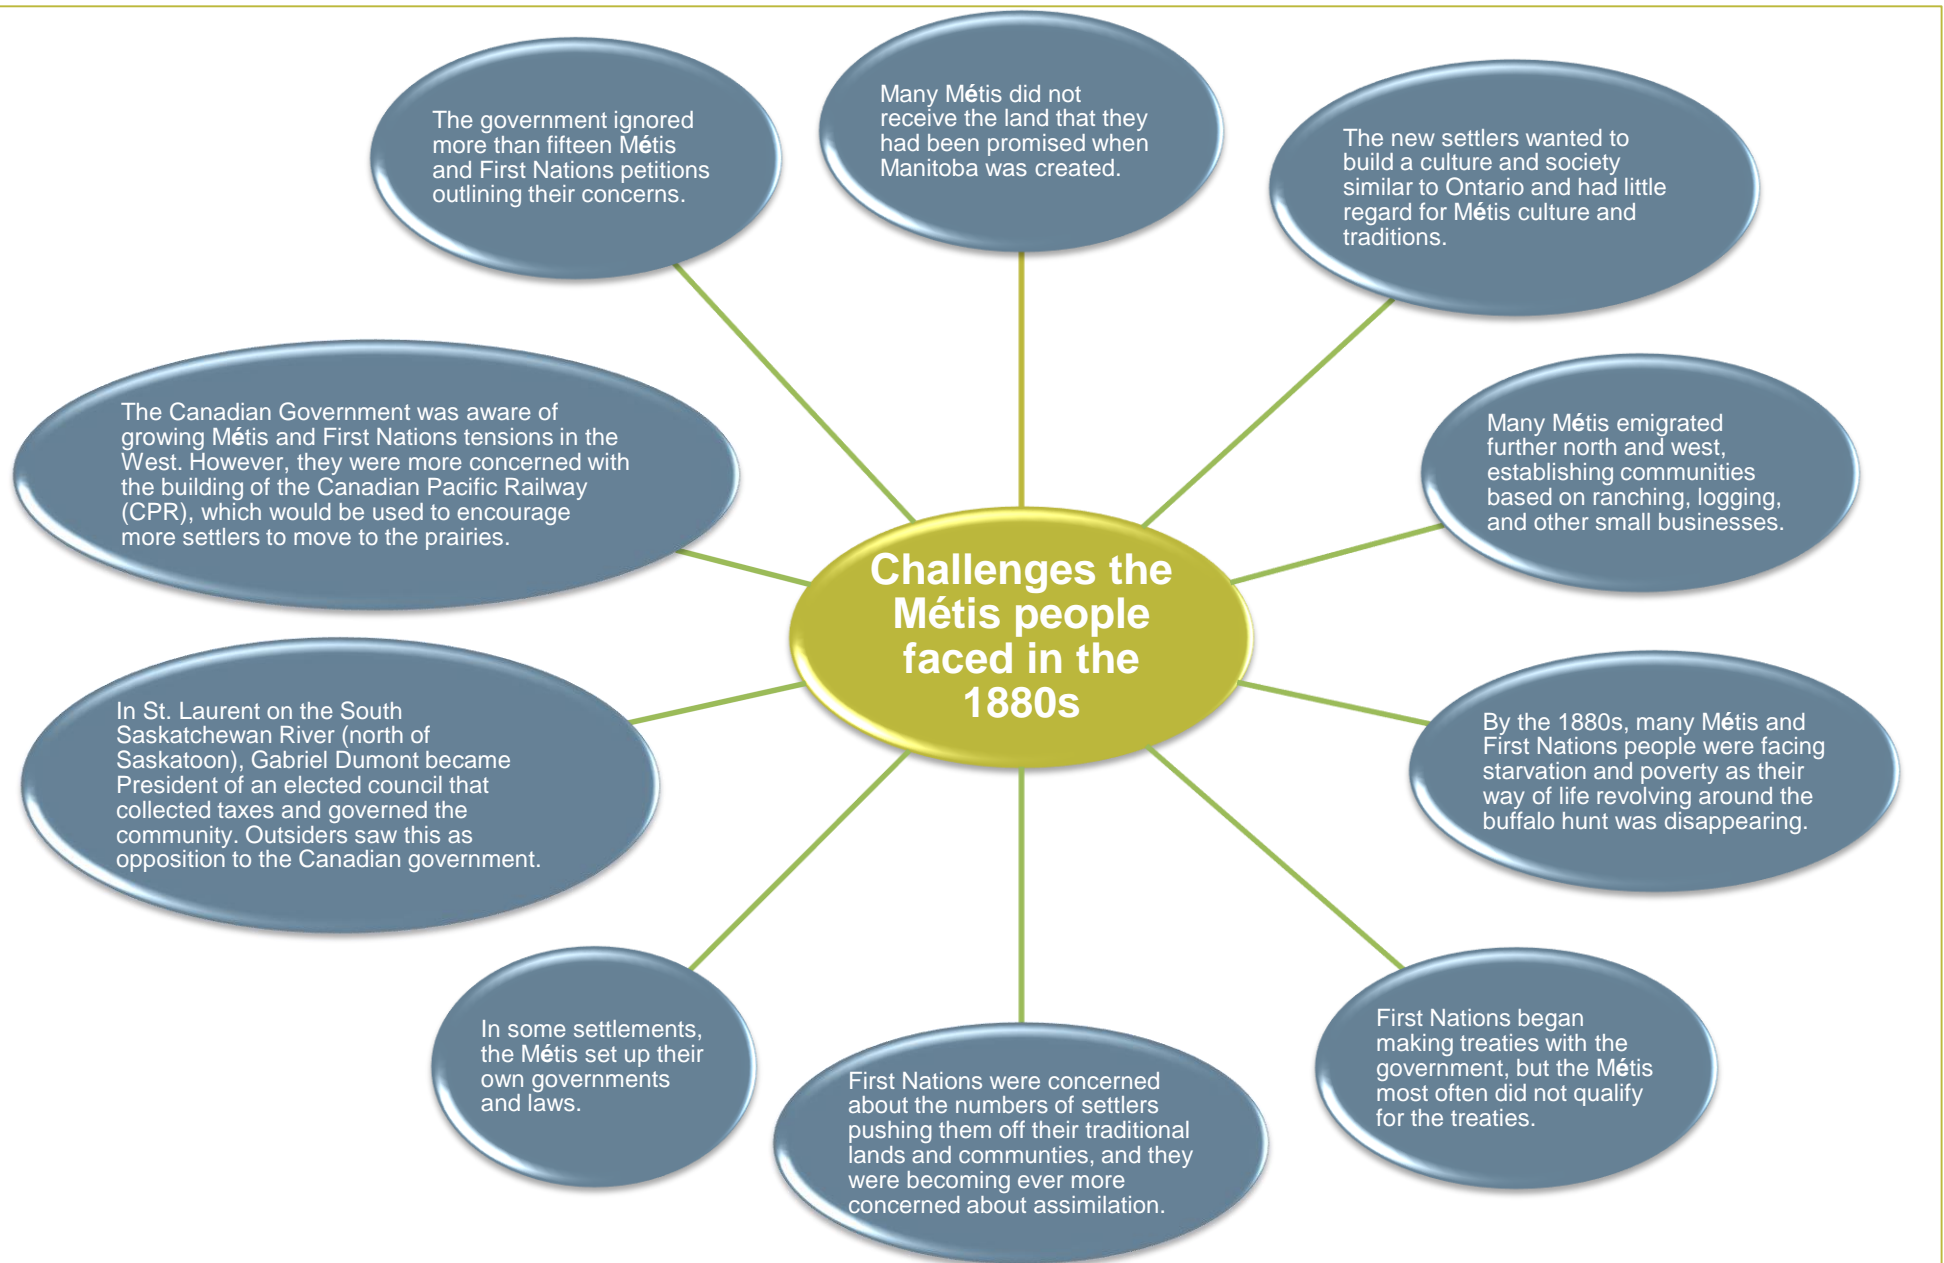 Challenges the
Métis people
faced in the
1880s
Many Métis did not
receive the land that they
had been promised when
Manitoba was created.
The new settlers wanted to
build a culture and society
similar to Ontario and had little
regard for Métis culture and
traditions.
Many Métis emigrated
further north and west,
establishing communities
based on ranching, logging,
and other small businesses.
By the 1880s, many Métis and
First Nations people were facing
starvation and poverty as their
way of life revolving around the
buffalo hunt was disappearing.
First Nations began
making treaties with the
government, but the Métis
most often did not qualify
for the treaties.
First Nations were concerned
about the numbers of settlers
pushing them off their traditional
lands and communties, and they
were becoming ever more
concerned about assimilation.
In some settlements,
the Métis set up their
own governments
and laws.
In St. Laurent on the South
Saskatchewan River (north of
Saskatoon), Gabriel Dumont became
President of an elected council that
collected taxes and governed the
community. Outsiders saw this as
opposition to the Canadian government.
The Canadian Government was aware of
growing Métis and First Nations tensions in the
West. However, they were more concerned with
the building of the Canadian Pacific Railway
(CPR), which would be used to encourage
more settlers to move to the prairies.
The government ignored
more than fifteen Métis
and First Nations petitions
outlining their concerns.